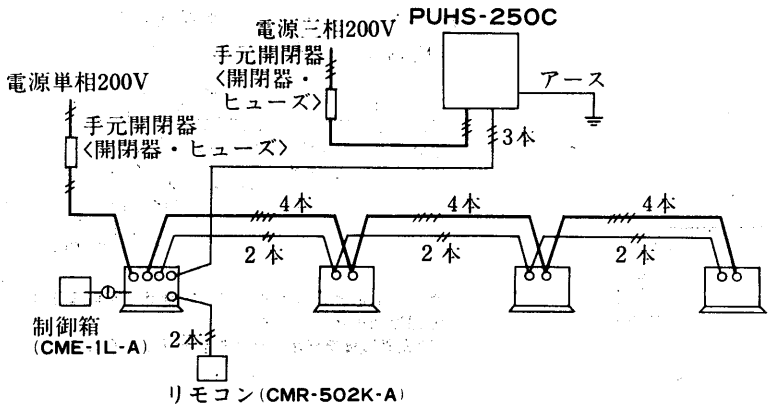 PUHS-250C
電源三相200V
手元開閉器
〈開閉器・
ヒューズ〉
アース
電源単相200V
手元開閉器
〈開閉器・ヒューズ〉
3本
4本
4本
4本
2本
2本
2本
制御箱
(CME-1L-A)
2本
リモコン(CMR-502K-A)